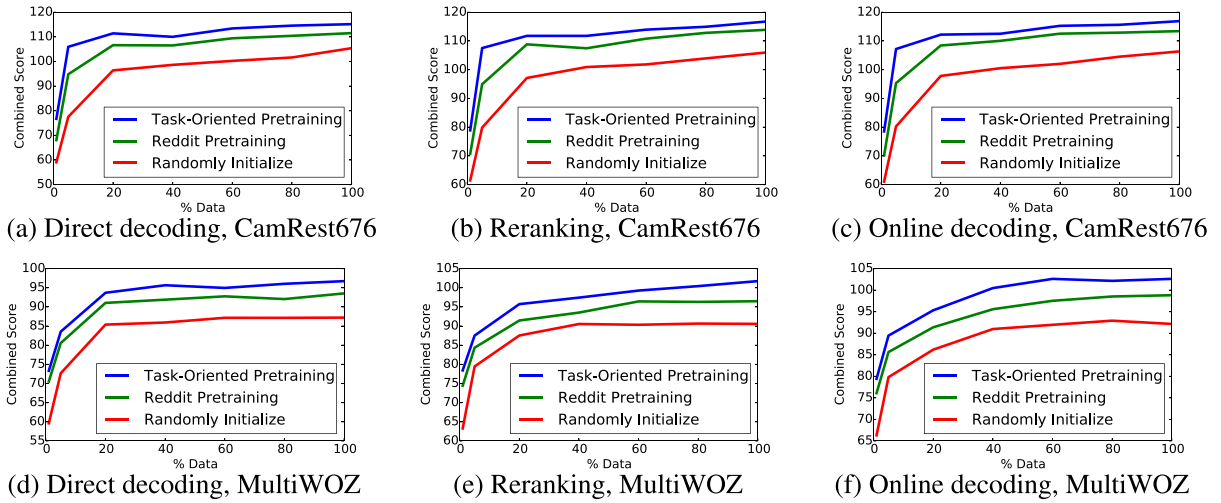 120
110
100
90
80
70
60
50
Combined Score
Task-Oriented Pretraining
Reddit Pretraining
Randomly Initialize
0 20 40 60 80 100
% Data
(a) Direct decoding, CamRest676
120
110
100
90
80
70
60
Combined Score
Task-Oriented Pretraining
Reddit Pretraining
Randomly Initialize
0 20 40 60 80 100
% Data
(b) Reranking, CamRest676
120
110
100
90
80
70
60
Combined Score
Task-Oriented Pretraining
Reddit Pretraining
Randomly Initialize
0 20 40 60 80 100
% Data
(c) Online decoding, CamRest676
100
95
90
85
80
75
70
65
60
55
Combined Score
Task-Oriented Pretraining
Reddit Pretraining
Randomly Initialize
0 20 40 60 80 100
% Data
(d) Direct decoding, MultiWOZ
105
100
95
90
85
80
75
70
65
60
Combined Score
Task-Oriented Pretraining
Reddit Pretraining
Randomly Initialize
0 20 40 60 80 100
% Data
(e) Reranking, MultiWOZ
105
100
95
90
85
80
75
70
65
Combined Score
Task-Oriented Pretraining
Reddit Pretraining
Randomly Initialize
0 20 40 60 80 100
% Data
(f) Online decoding, MultiWOZ